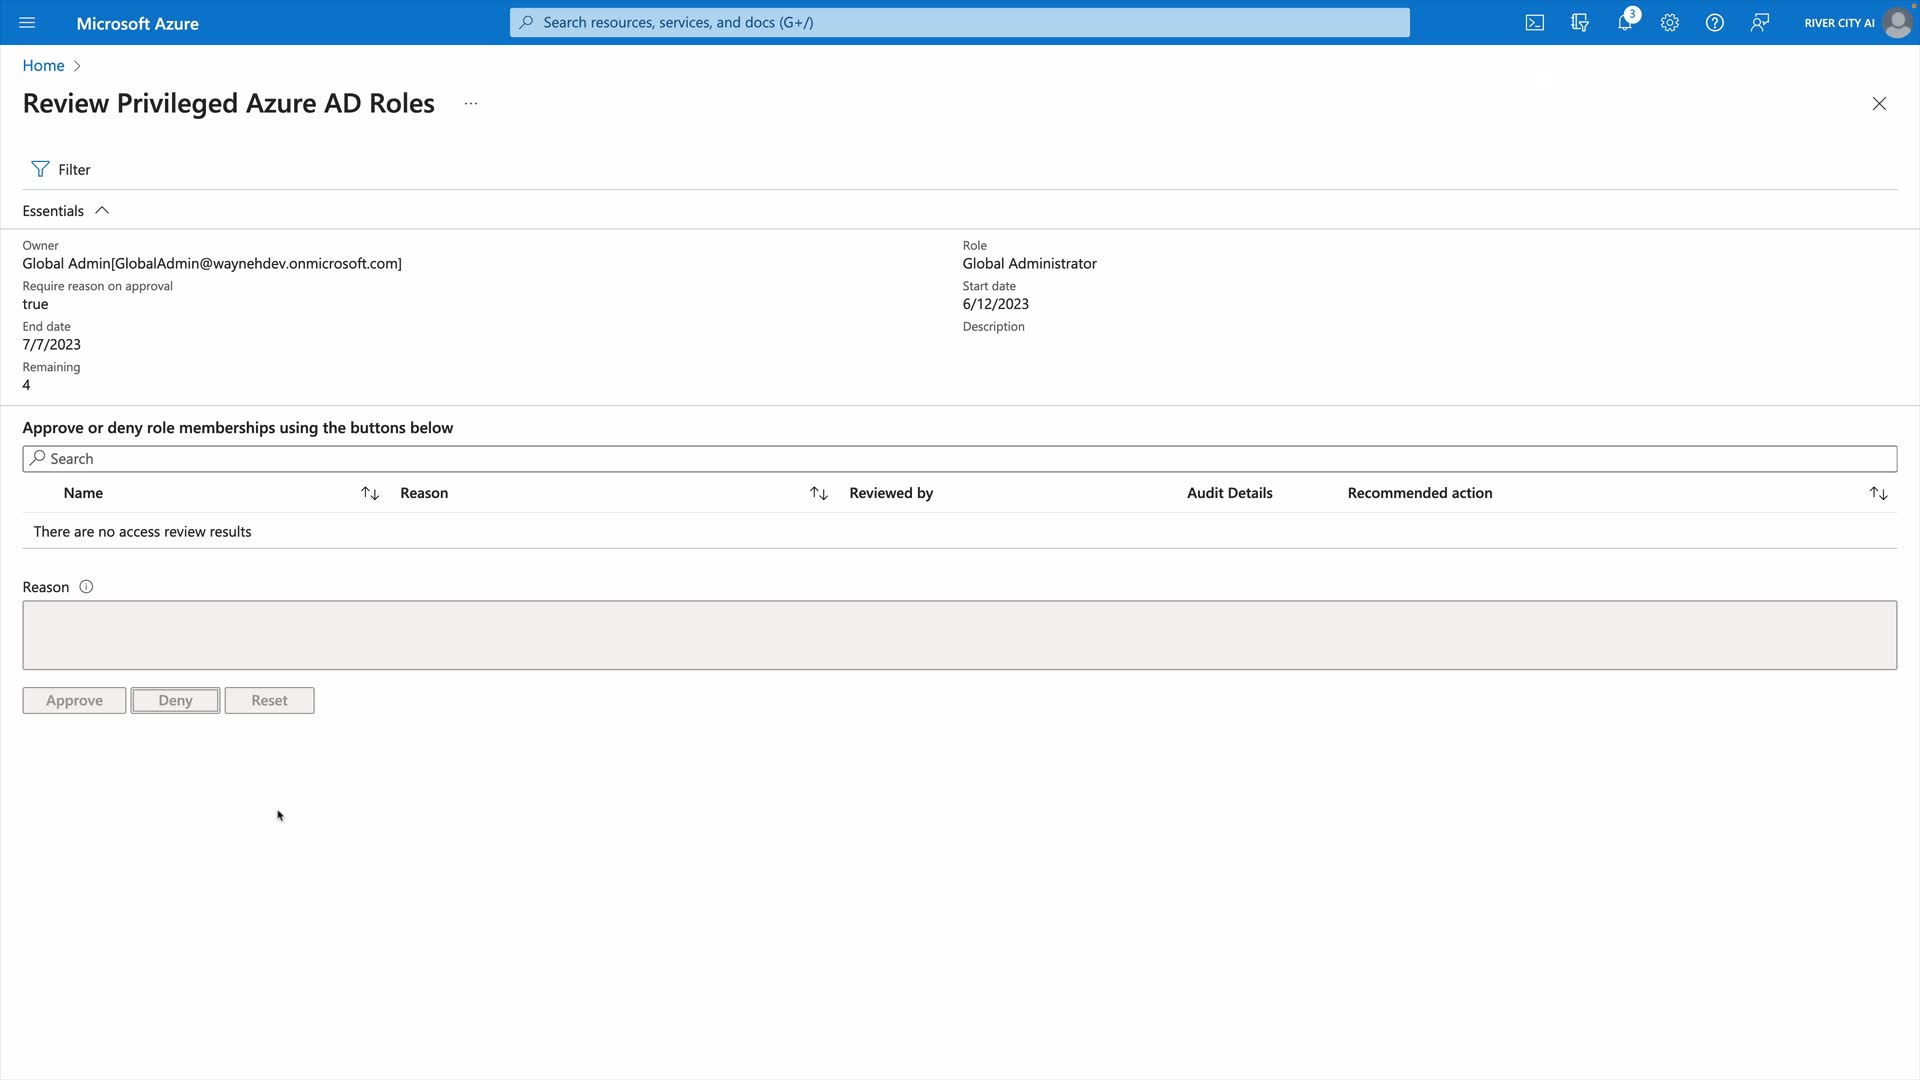 Microsoft Azure
Search resources, services, and docs (G+/)
3
RIVER CITY AI
Home
Review Privileged Azure AD Roles ...
Filter
Essentials
Owner
Global Admin[GlobalAdmin@waynehdev.onmicrosoft.com]
Require reason on approval
true
End date
7/7/2023
Remaining
4
Role
Global Administrator
Start date
6/12/2023
Description
Approve or deny role memberships using the buttons below
Search
Name Reason Reviewed by Audit Details Recommended action
There are no access review results
Reason
Approve Deny Reset